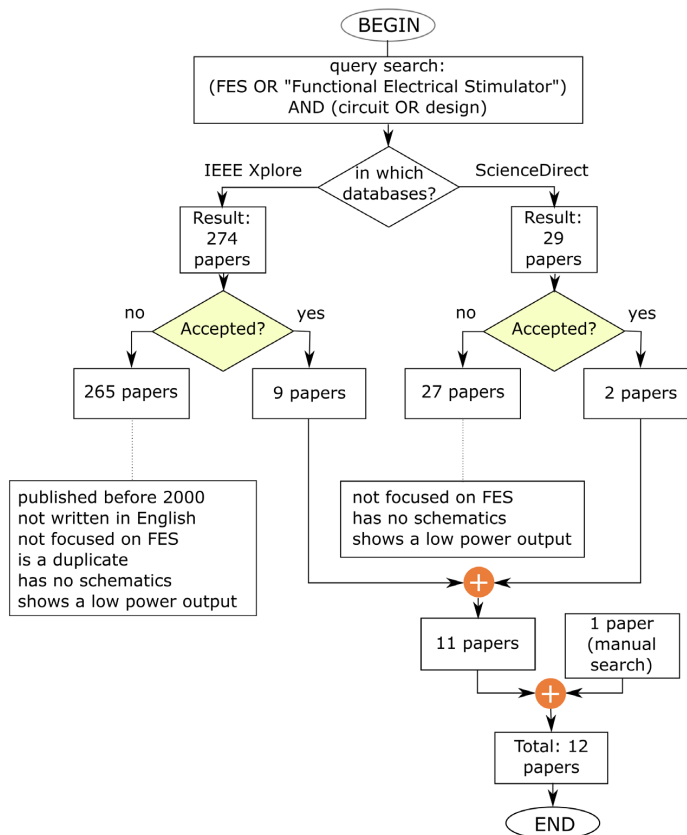 BEGIN
query search:
(FES OR "Functional Electrical Stimulator")
AND (circuit OR design)
in which
databases?
IEEE Xplore
ScienceDirect
Result:
274
papers
Result:
29
papers
Accepted?
no
yes
Accepted?
no
yes
265 papers
9 papers
27 papers
2 papers
published before 2000
not written in English
not focused on FES
is a duplicate
has no schematics
shows a low power output
not focused on FES
has no schematics
shows a low power output
+
11 papers
1 paper
(manual
search)
+
Total: 12
papers
END